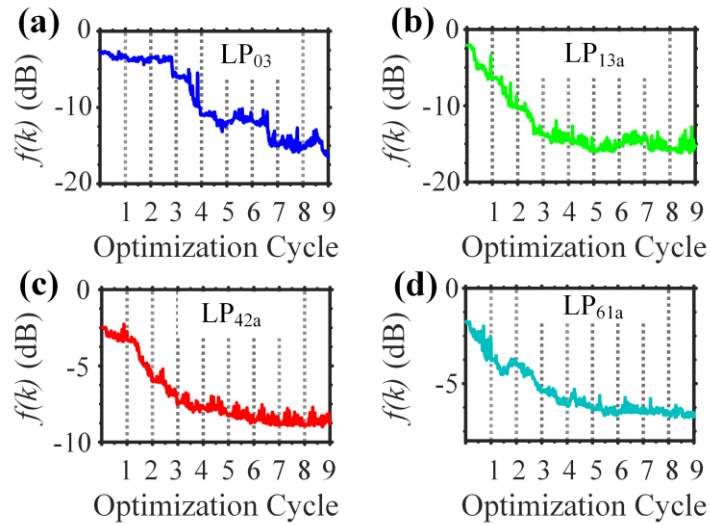 (a)
0
LP03
-10
-20
f(k) (dB)
1 2 3 4 5 6 7 8 9
Optimization Cycle
(b)
0
LP13a
-10
-20
f(k) (dB)
1 2 3 4 5 6 7 8 9
Optimization Cycle
(c)
0
LP42a
-5
-10
f(k) (dB)
1 2 3 4 5 6 7 8 9
Optimization Cycle
(d)
0
LP61a
-5
f(k) (dB)
1 2 3 4 5 6 7 8 9
Optimization Cycle